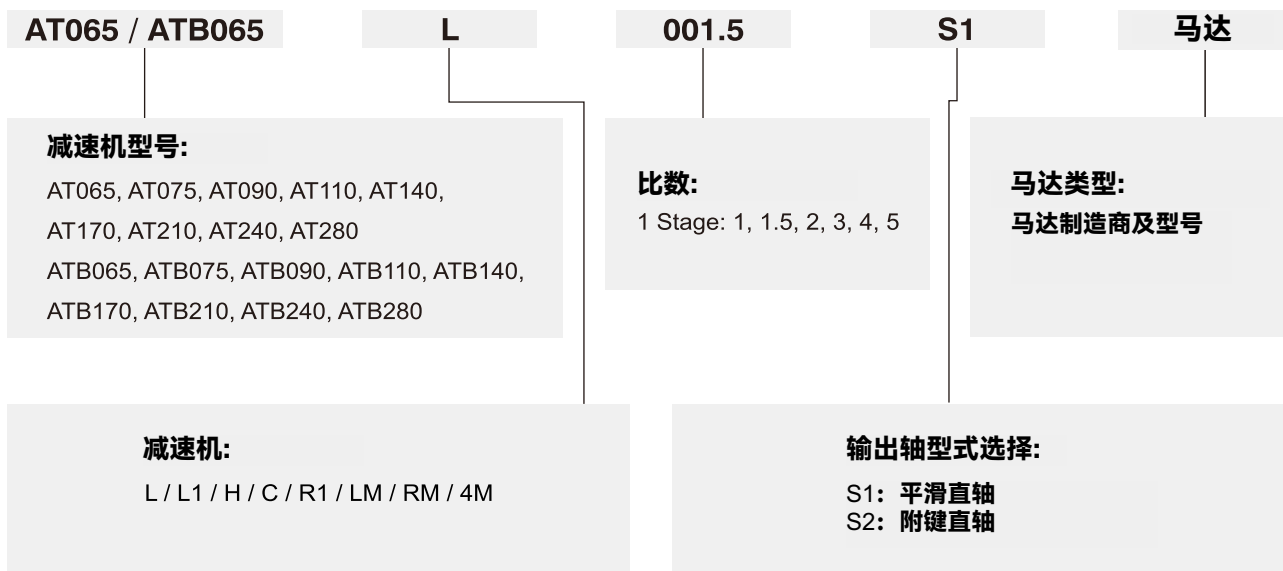 AT065 / ATB065
L
001.5
S1
马达
减速机型号:
AT065, AT075, AT090, AT110, AT140,
AT170, AT210, AT240, AT280
ATB065, ATB075, ATB090, ATB110, ATB140,
ATB170, ATB210, ATB240, ATB280
比数:
1 Stage: 1, 1.5, 2, 3, 4, 5
马达类型:
马达制造商及型号
减速机:
L / L1 / H / C / R1 / LM / RM / 4M
输出轴型式选择:
S1: 平滑直轴
S2: 附键直轴